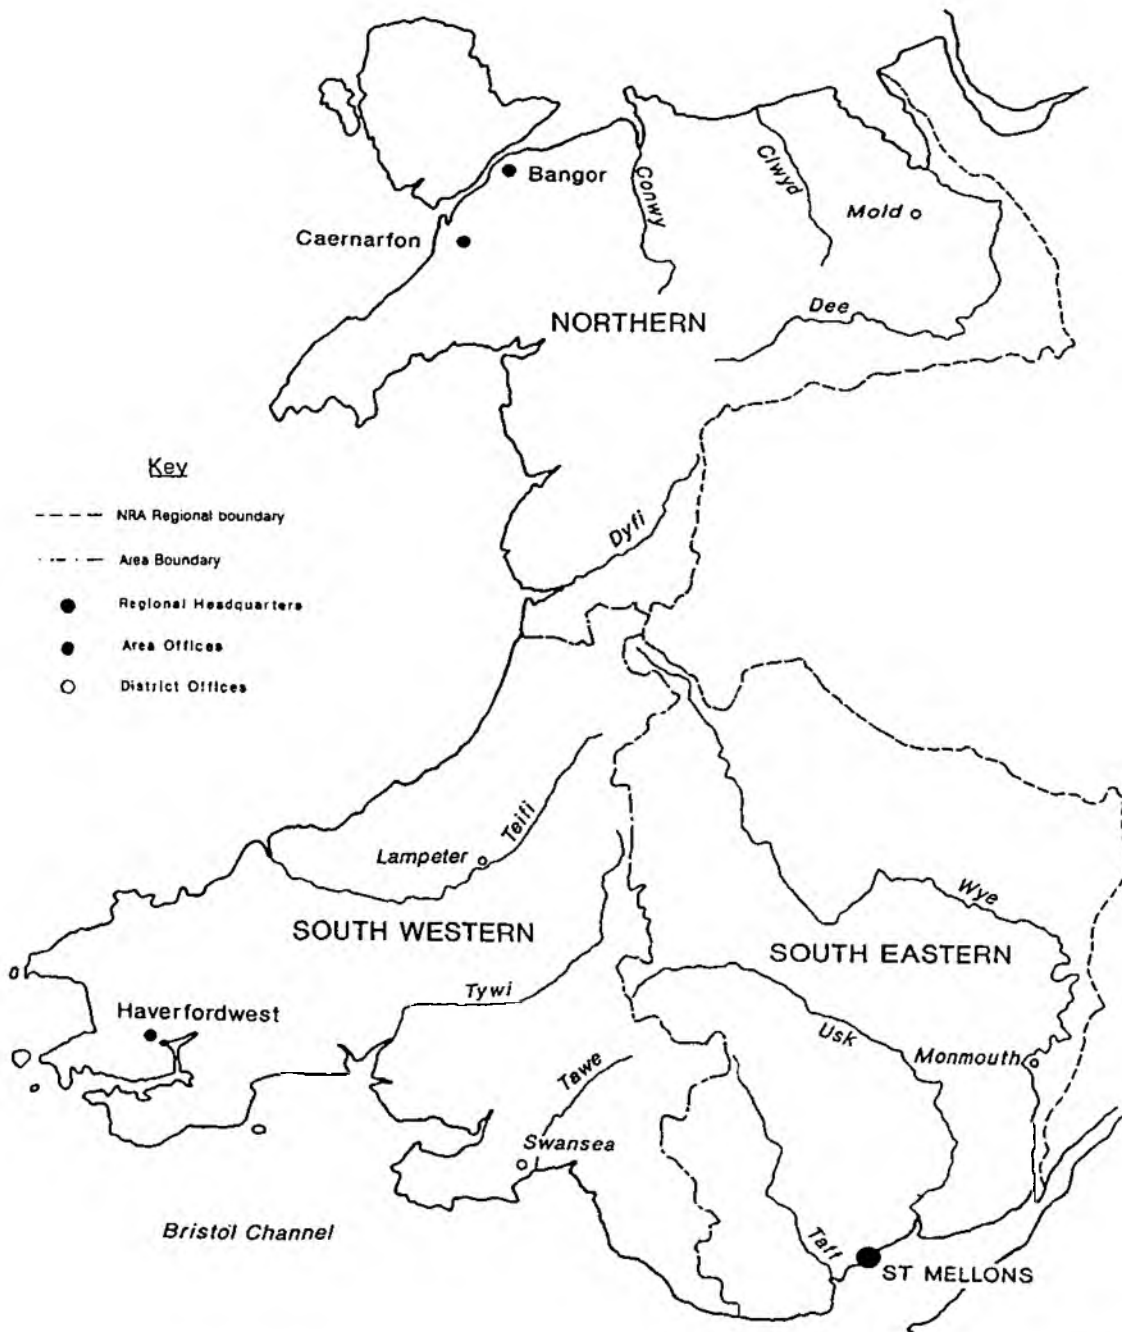 Bangor
Conwy
Clwyd
Mold
Caernarfon
Dee
NORTHERN
Key
NRA Regional boundary
Area Boundary
Regional Headquarters
Area Offices
District Offices
Dyfi
Teifi
Lampeter
Wye
SOUTH WESTERN
SOUTH EASTERN
Tywi
Haverfordwest
Usk
Monmouth
Tawe
Swansea
Bristol Channel
Taff
ST MELLONS